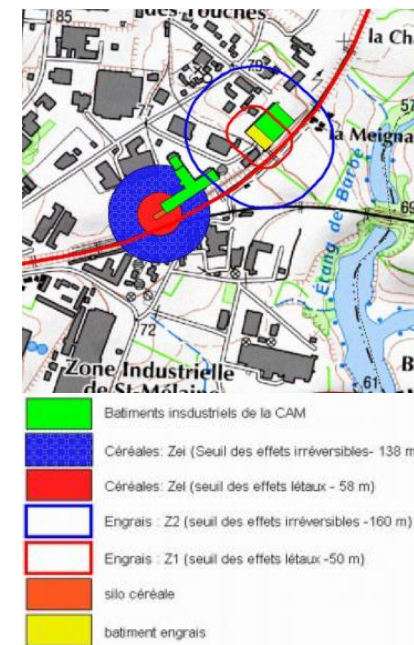 des Touches
85
la Cha
79
57
la Meigna
Étang de Barbe
69
72
Zone Industrielle
de St-Melaine
B
61
Batiments insdustriels de la CAM
Céréales: Zei (Seuil des effets irréversibles- 138 m
Céréales: Zel (seuil des effets létaux - 58 m)
Engrais : Z2 (seuil des effets irréversibles -160 m)
Engrais : Z1 (seuil des effets létaux -50 m)
silo céréale
batiment engrais